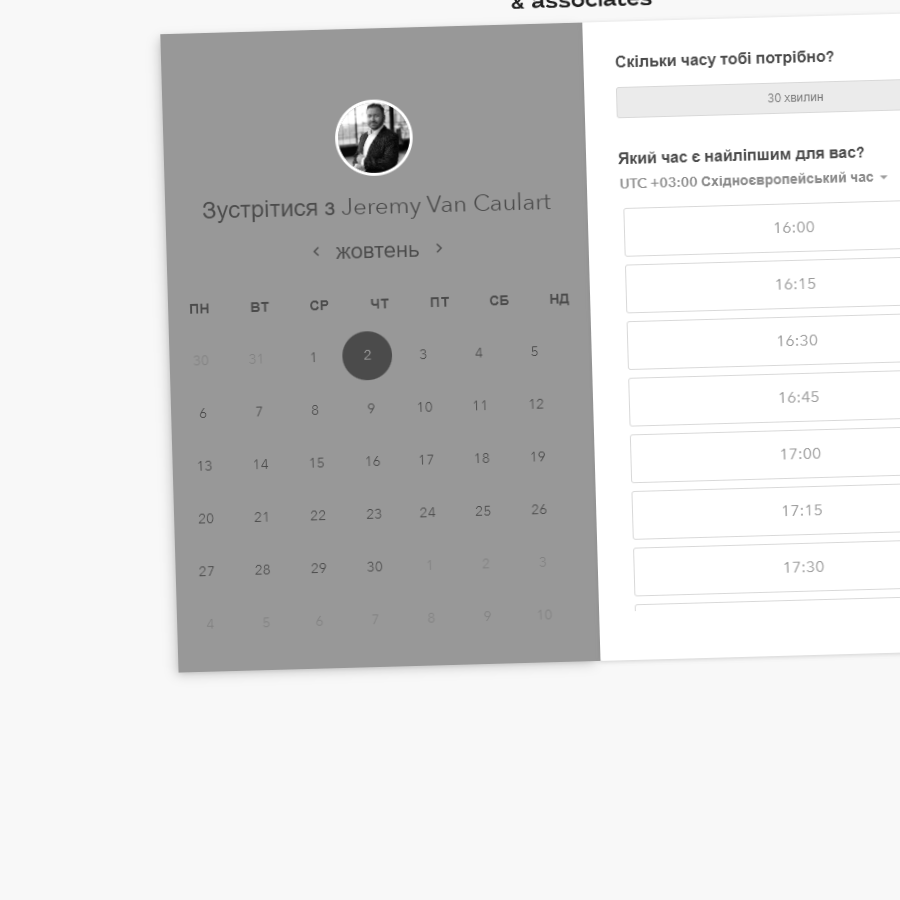 & associates
Зустрітися з Jeremy Van Caulart
жовтень
ПН ВТ СР ЧТ ПТ СБ НД
30 31 1 2 3 4 5
6 7 8 9 10 11 12
13 14 15 16 17 18 19
20 21 22 23 24 25 26
27 28 29 30 1 2 3
4 5 6 7 8 9 10
Скільки часу тобі потрібно?
30 хвилин
Який час є найліпшим для вас?
UTC +03:00 Східноєвропейський час
16:00
16:15
16:30
16:45
17:00
17:15
17:30